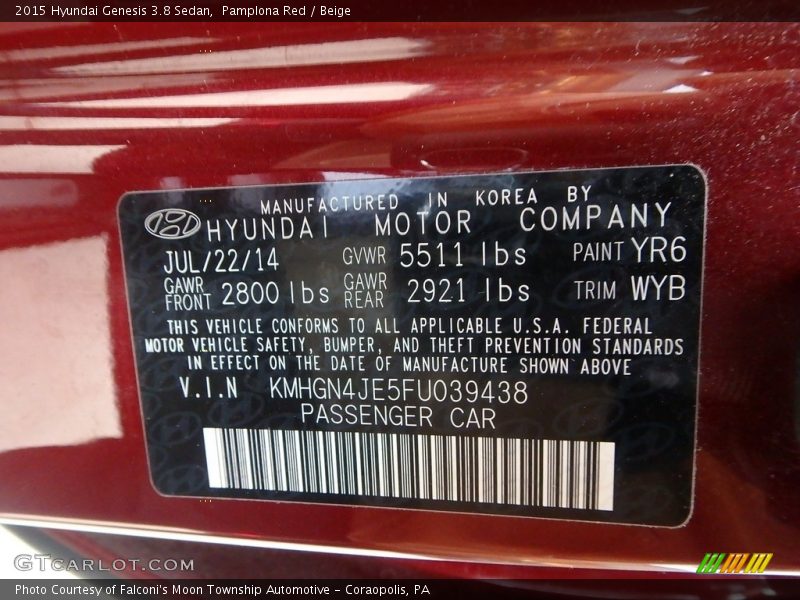 2015 Hyundai Genesis 3.8 Sedan, Pamplona Red / Beige
MANUFACTURED IN KOREA BY
HYUNDAI MOTOR COMPANY
JUL/22/14 GVWR 5511 lbs PAINT YR6
GAWR FRONT 2800 lbs GAWR REAR 2921 lbs TRIM WYB
THIS VEHICLE CONFORMS TO ALL APPLICABLE U.S.A. FEDERAL
MOTOR VEHICLE SAFETY, BUMPER, AND THEFT PREVENTION STANDARDS
IN EFFECT ON THE DATE OF MANUFACTURE SHOWN ABOVE
V.I.N KMHGN4JE5FU039438
PASSENGER CAR
GTCarLot.com
Photo Courtesy of Falconi's Moon Township Automotive - Coraopolis, PA